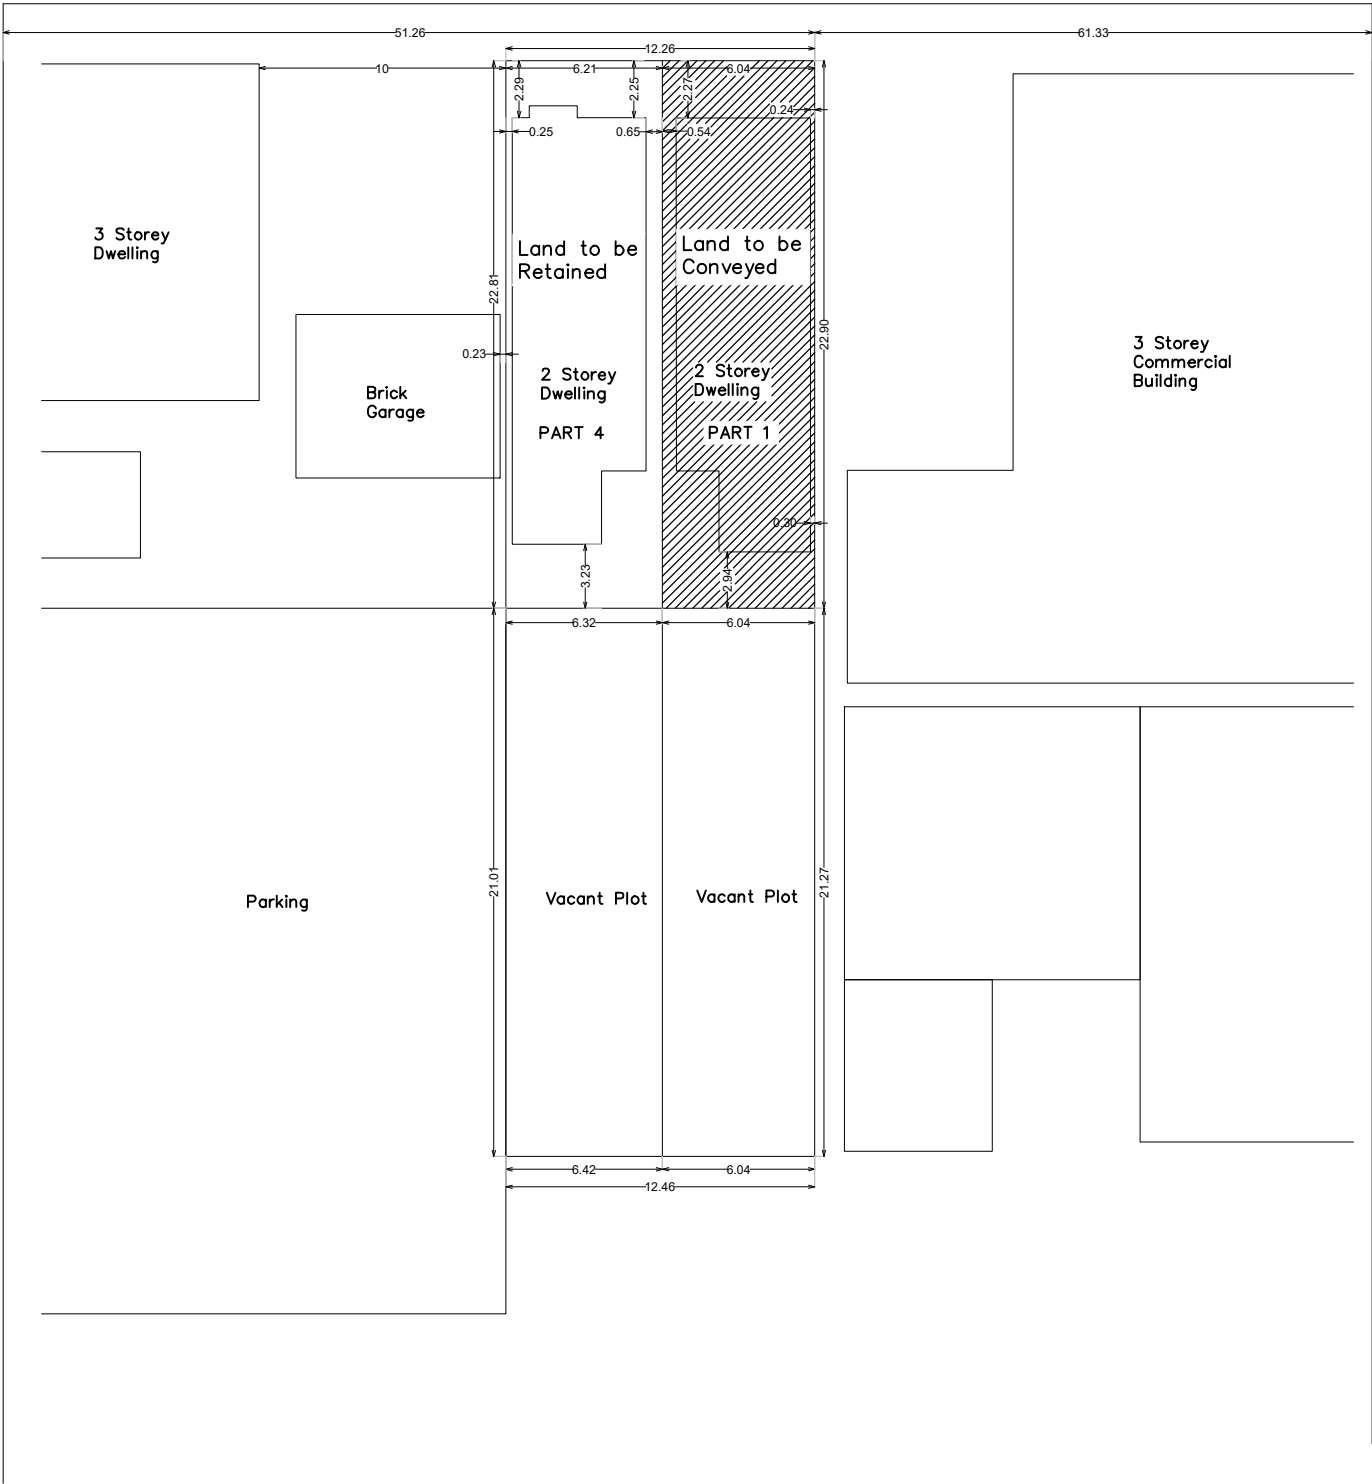 51.26
61.33
12.26
10
6.21
6.04
2.29
2.25
2.27
0.24
0.25
0.65
0.54
3 Storey
Dwelling
Land to be
Retained
Land to be
Conveyed
22.81
22.90
0.23
3 Storey
Commercial
Building
Brick
Garage
2 Storey
Dwelling
PART 4
2 Storey
Dwelling
PART 1
0.30
3.23
2.94
6.32
6.04
21.01
21.27
Parking
Vacant Plot
Vacant Plot
6.42
6.04
12.46